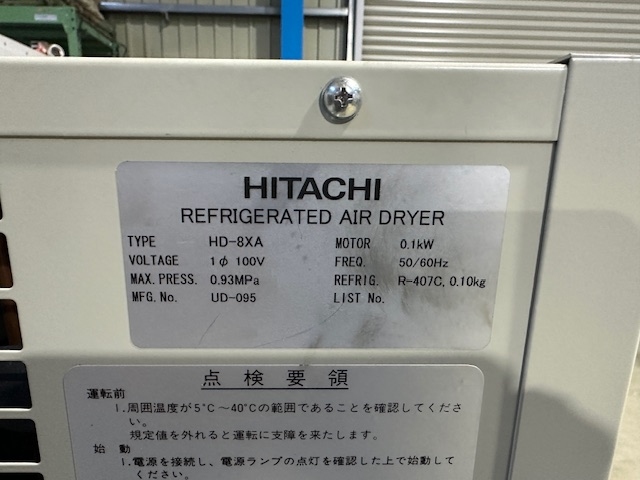 HITACHI
REFRIGERATED AIR DRYER
TYPE HD-8XA MOTOR 0.1kW
VOLTAGE 1φ 100V FREQ. 50/60Hz
MAX. PRESS. 0.93MPa REFRIG. R-407C, 0.10kg
MFG. No. UD-095 LIST No.
点検要領
運転前
1.周囲温度が5°C~40°Cの範囲であることを確認してくださ
い。
規定値を外れると運転に支障を来たします。
始動
1.電源を接続し、電源ランプの点灯を確認した上で始動して
ください。